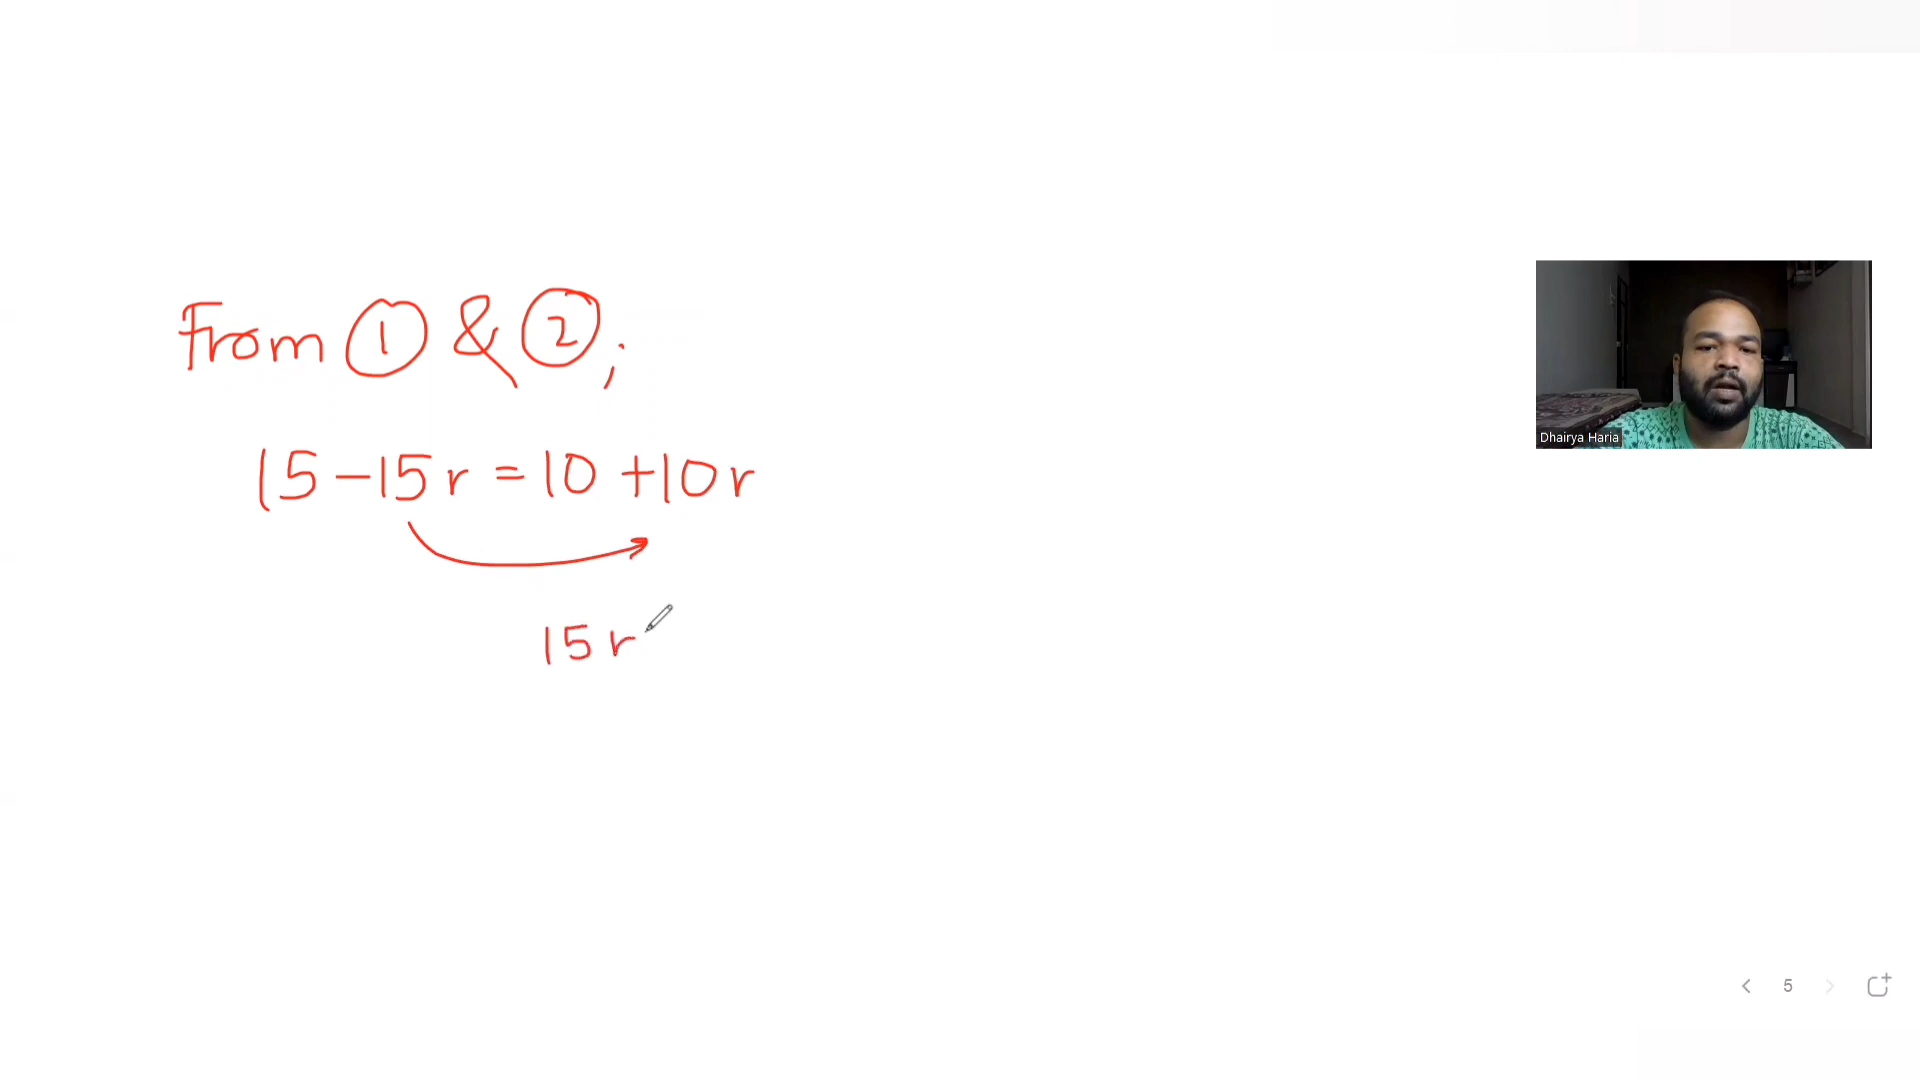 From ① & ②;
15 - 15r = 10 + 10r
15r
Dhairya Haria
5